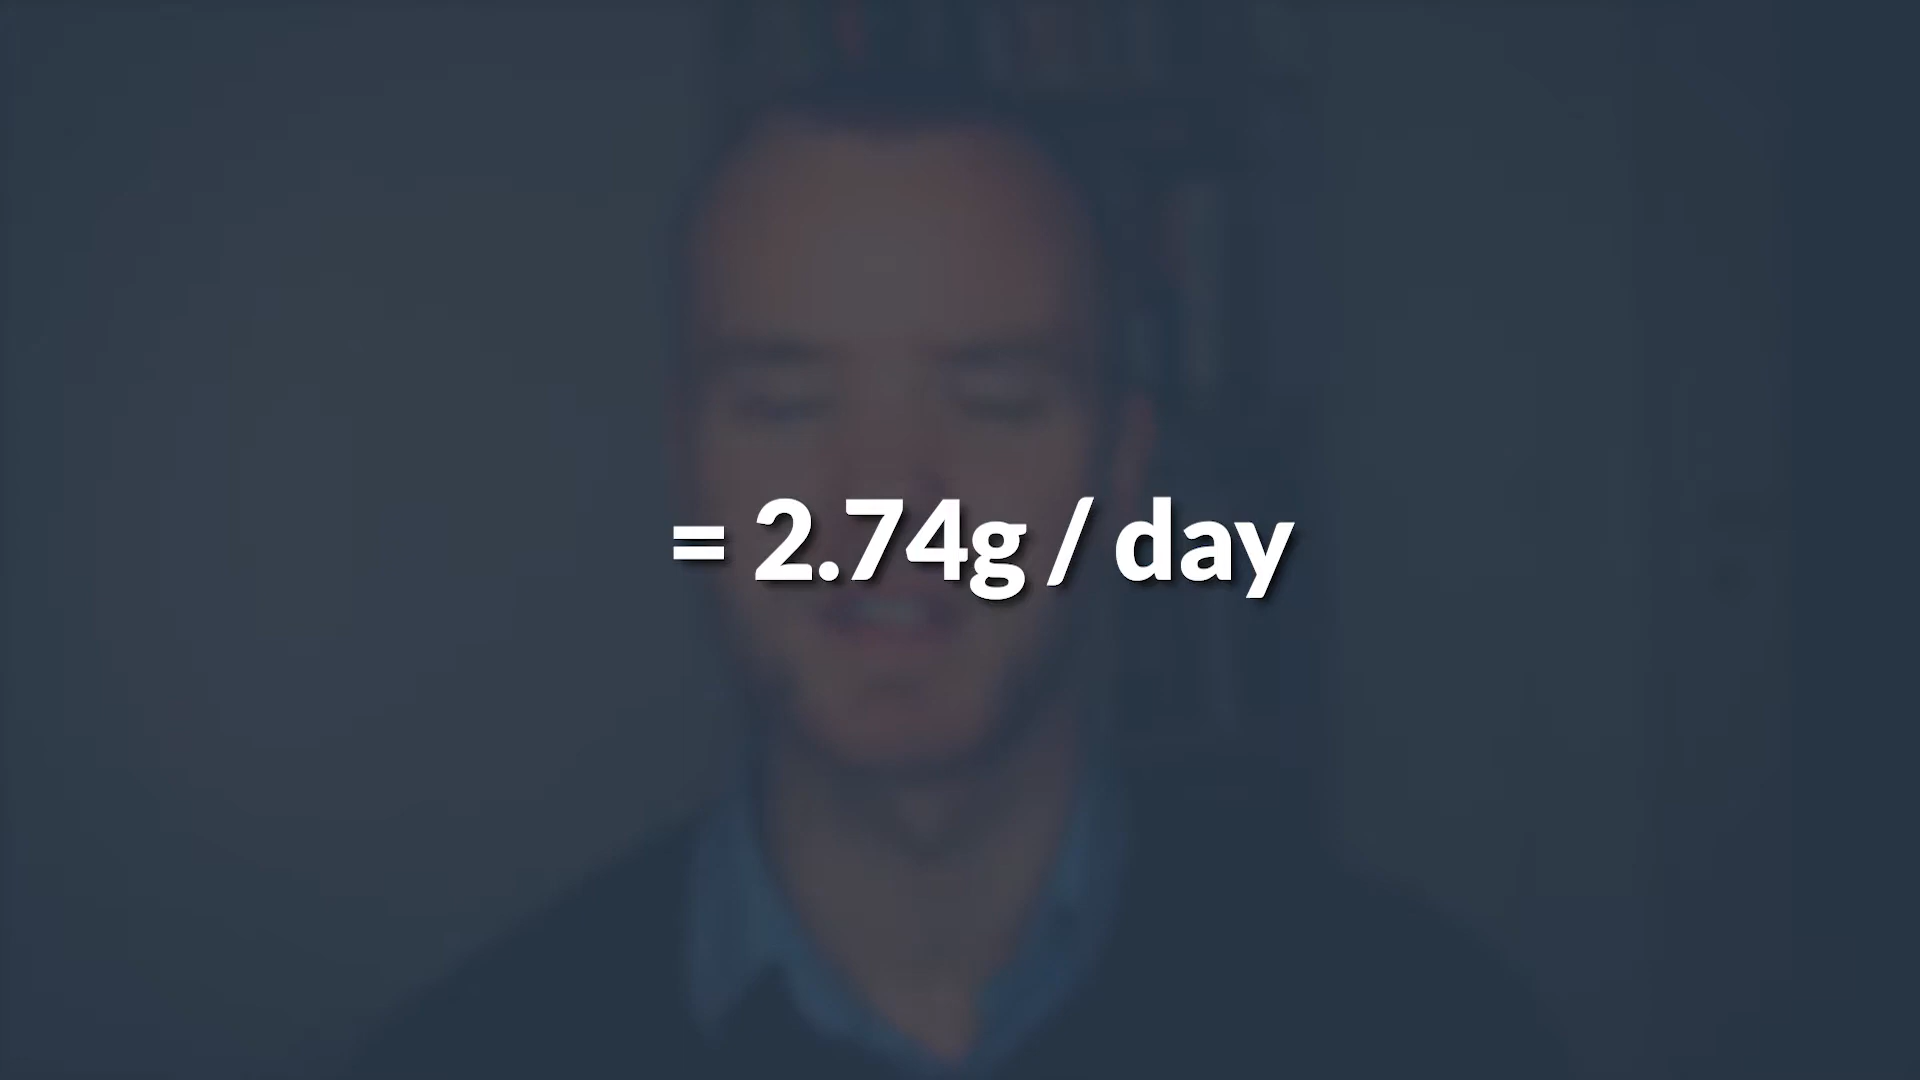 = 2.74g / day